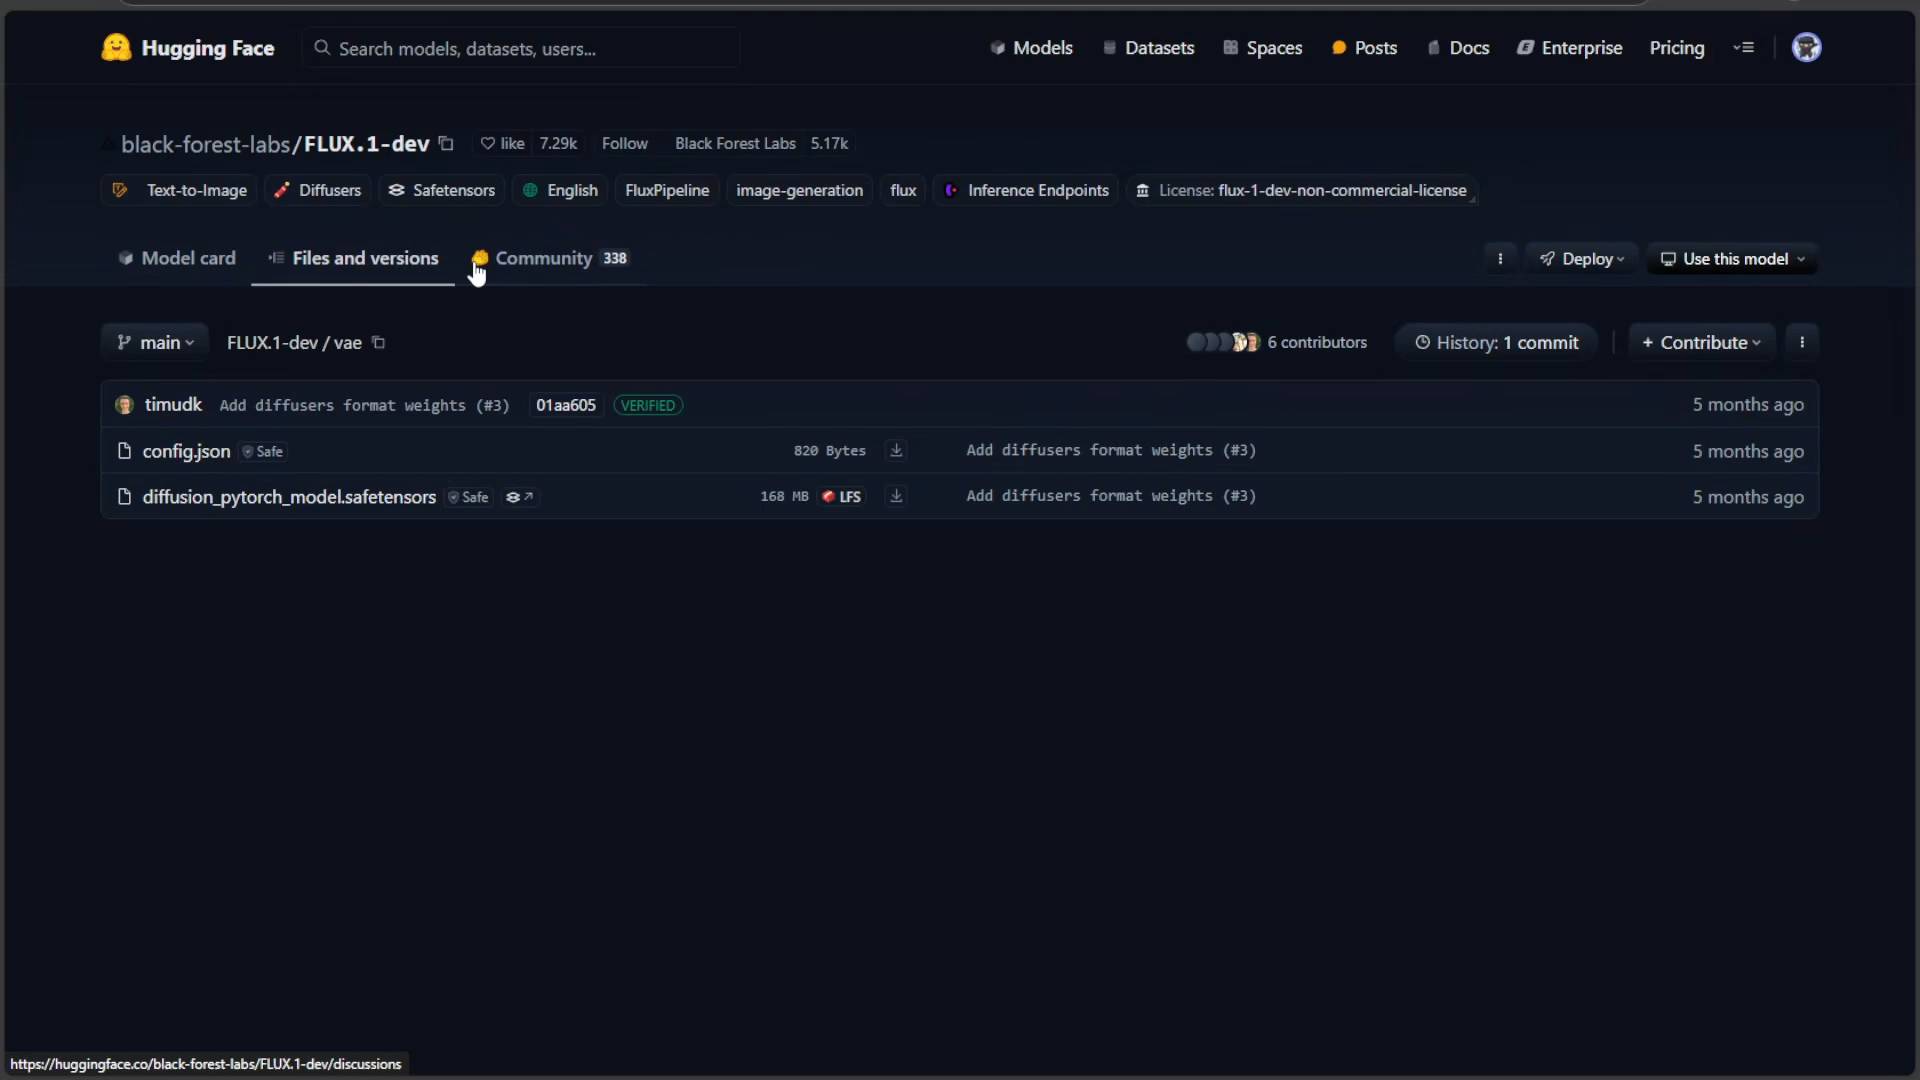 Hugging Face Search models, datasets, users... Models Datasets Spaces Posts Docs Enterprise Pricing
black-forest-labs/FLUX.1-dev like 7.29k Follow Black Forest Labs 5.17k
Text-to-Image Diffusers Safetensors English FluxPipeline image-generation flux Inference Endpoints License: flux-1-dev-non-commercial-license
Model card Files and versions Community 338 Deploy Use this model
main FLUX.1-dev / vae 6 contributors History: 1 commit + Contribute
timudk Add diffusers format weights (#3) 01aa605 VERIFIED 5 months ago
config.json Safe 820 Bytes Add diffusers format weights (#3) 5 months ago
diffusion_pytorch_model.safetensors Safe 168 MB LFS Add diffusers format weights (#3) 5 months ago
https://huggingface.co/black-forest-labs/FLUX.1-dev/discussions